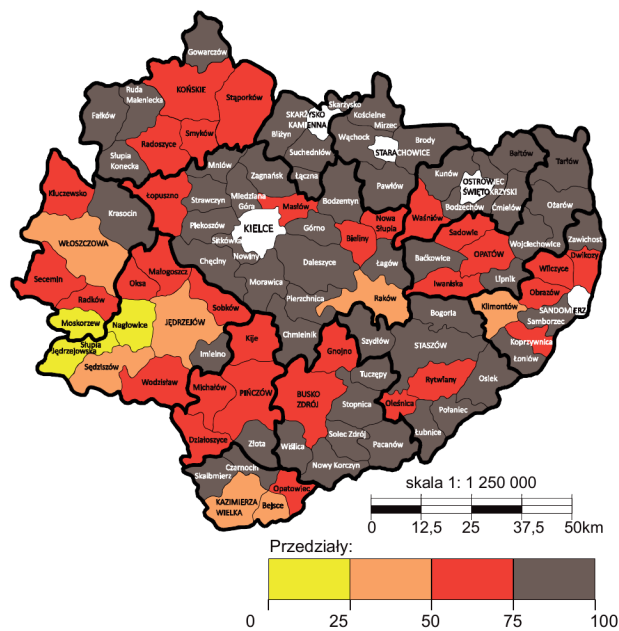 Gowarczów
Ruda
Maleniecka
KOŃSKIE
Stąporków
Fałków
Smyków
Radoszyce
Słupia
Konecka
SKARŻYSKO
KAMIENNA
Skarżysko
Kościelne
Mirzec
Bliżyn
Wąchock
Brody
Suchedniów
STARACHOWICE
Bałtów
Tarłów
Kunów
OSTROWIEC
ŚWIĘTOKRZYSKI
Bodzechów
Ćmielów
Ożarów
Mniów
Zagnańsk
Łączna
Pawłów
Kluczewsko
Łopuszno
Strawczyn
Miedziana
Góra
Masłów
Bodzentyn
Waśniów
Krasocin
Piekoszów
KIELCE
Nowa
Słupia
Sadowie
Wojciechowice
Zawichost
WŁOSZCZOWA
Sitkówka
Nowiny
Górno
Bieliny
OPATÓW
Dwikozy
Chęciny
Daleszyce
Łagów
Baćkowice
Wilczyce
Secemin
Oksa
Małogoszcz
Morawica
Iwaniska
Lipnik
Obrazów
Radków
Pierzchnica
Raków
Klimontów
SANDOMIERZ
Moskorzew
Nagłowice
JĘDRZEJÓW
Sobków
Bogoria
Samborzec
Słupia
Jędrzejowska
Imielno
Kije
Chmielnik
Szydłów
STASZÓW
Koprzywnica
Łoniów
Sędziszów
Gnojno
Tuczępy
Rytwiany
Osiek
Wodzisław
Michałów
PIŃCZÓW
BUSKO
ZDRÓJ
Stopnica
Oleśnica
Połaniec
Działoszyce
Złota
Wiślica
Solec Zdrój
Pacanów
Łubnice
Czarnocin
Skalbmierz
Nowy Korczyn
Opatowiec
KAZIMIERZA
WIELKA
Bejsce
skala 1: 1 250 000
0 12,5 25 37,5 50km
Przedziały:
0 25 50 75 100